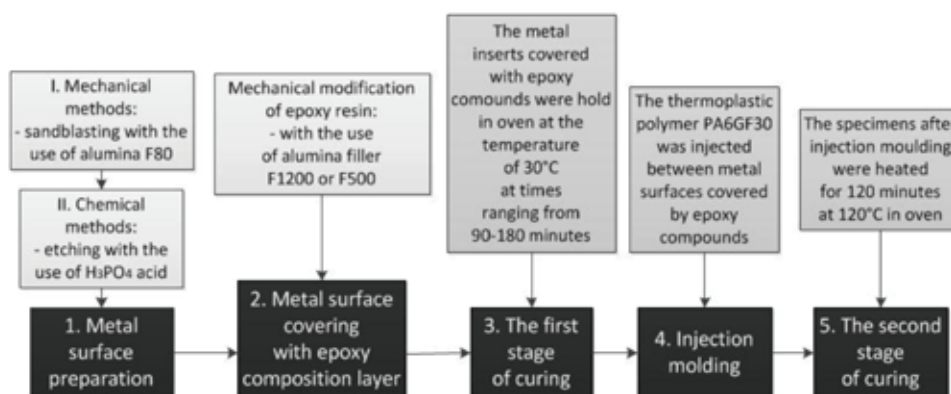 I. Mechanical
methods:
- sandblasting with the
use of alumina F80
II. Chemical
methods:
- etching with the
use of H3PO4 acid
1. Metal
surface
preparation
Mechanical modification
of epoxy resin:
- with the use
of alumina filler
F1200 or F500
2. Metal surface
covering
with epoxy
composition layer
The metal
inserts covered
with epoxy
comounds were hold
in oven at the
temperature
of 30°C
at times
ranging from
90-180 minutes
3. The first
stage
of curing
The thermoplastic
polymer PA6GF30
was injected
between metal
surfaces covered
by epoxy
compounds
4. Injection
molding
The specimens after
injection moulding
were heated
for 120 minutes
at 120°C in oven
5. The second
stage
of curing